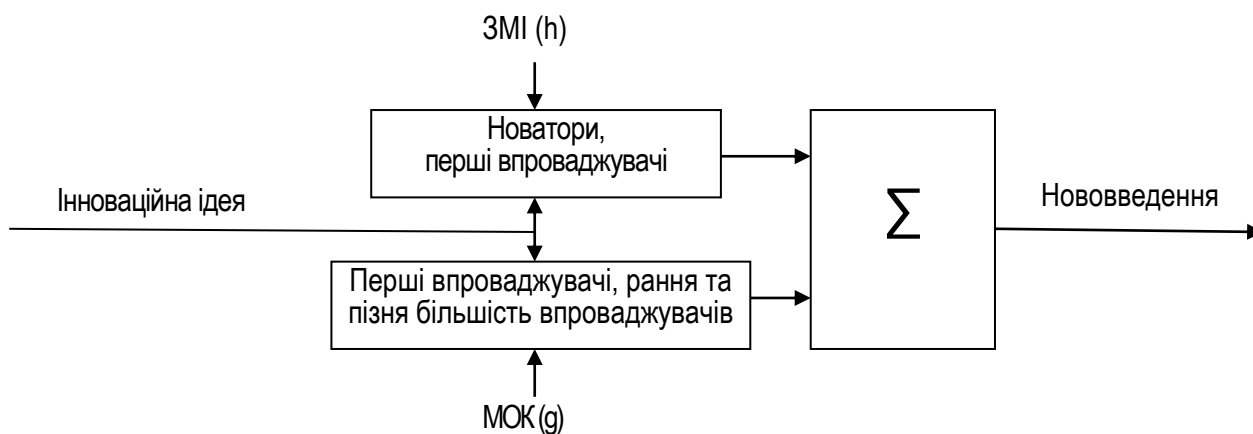 ЗМІ (h)
Новатори,
перші впроваджувачі
Інноваційна ідея
Σ
Нововведення
Перші впроваджувачі, рання та
пізня більшість впроваджувачів
МОК (g)